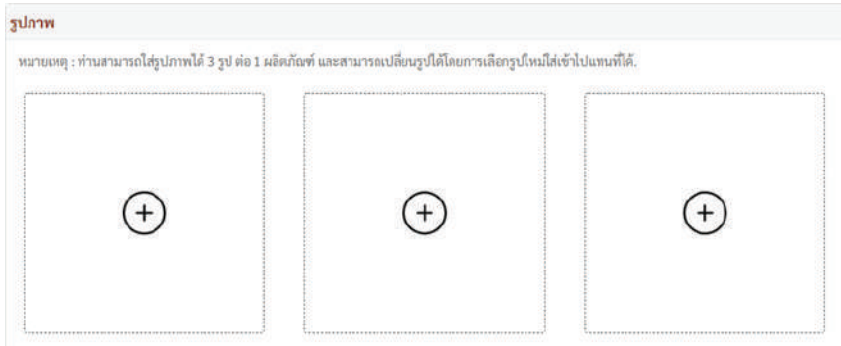 รูปภาพ
หมายเหตุ : ท่านสามารถใส่รูปภาพได้ 3 รูป ต่อ 1 ผลิตภัณฑ์ และสามารถเปลี่ยนรูปได้โดยการเลือกรูปใหม่ใส่เข้าไปแทนที่ได้.